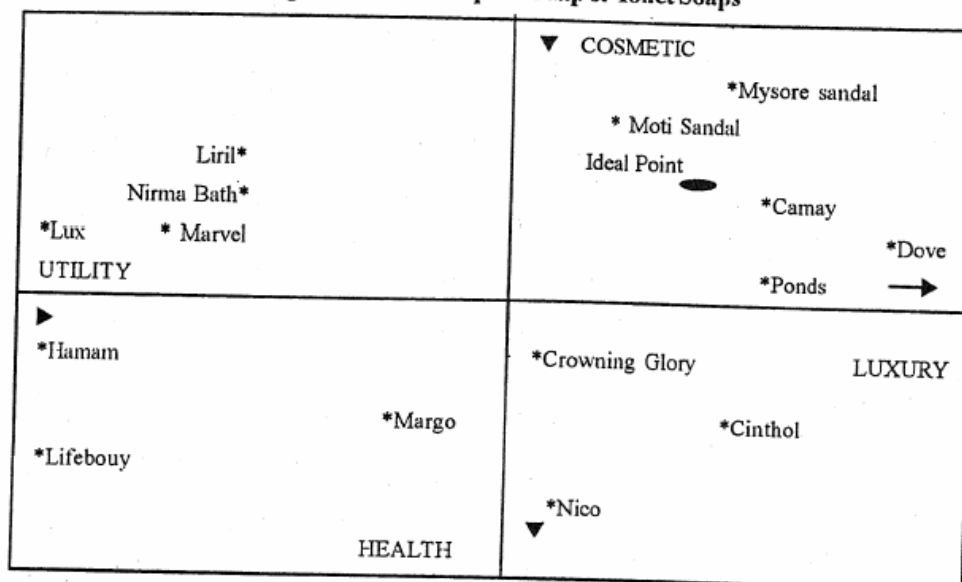 COSMETIC
*Mysore sandal
* Moti Sandal
Liril*
Ideal Point
Nirma Bath*
*Camay
*Lux * Marvel
*Dove
UTILITY
*Ponds
*Hamam
*Crowning Glory
LUXURY
*Margo
*Cinthol
*Lifebouy
*Nico
HEALTH